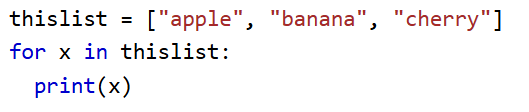 thislist = ["apple", "banana", "cherry"]
for x in thislist:
  print(x)